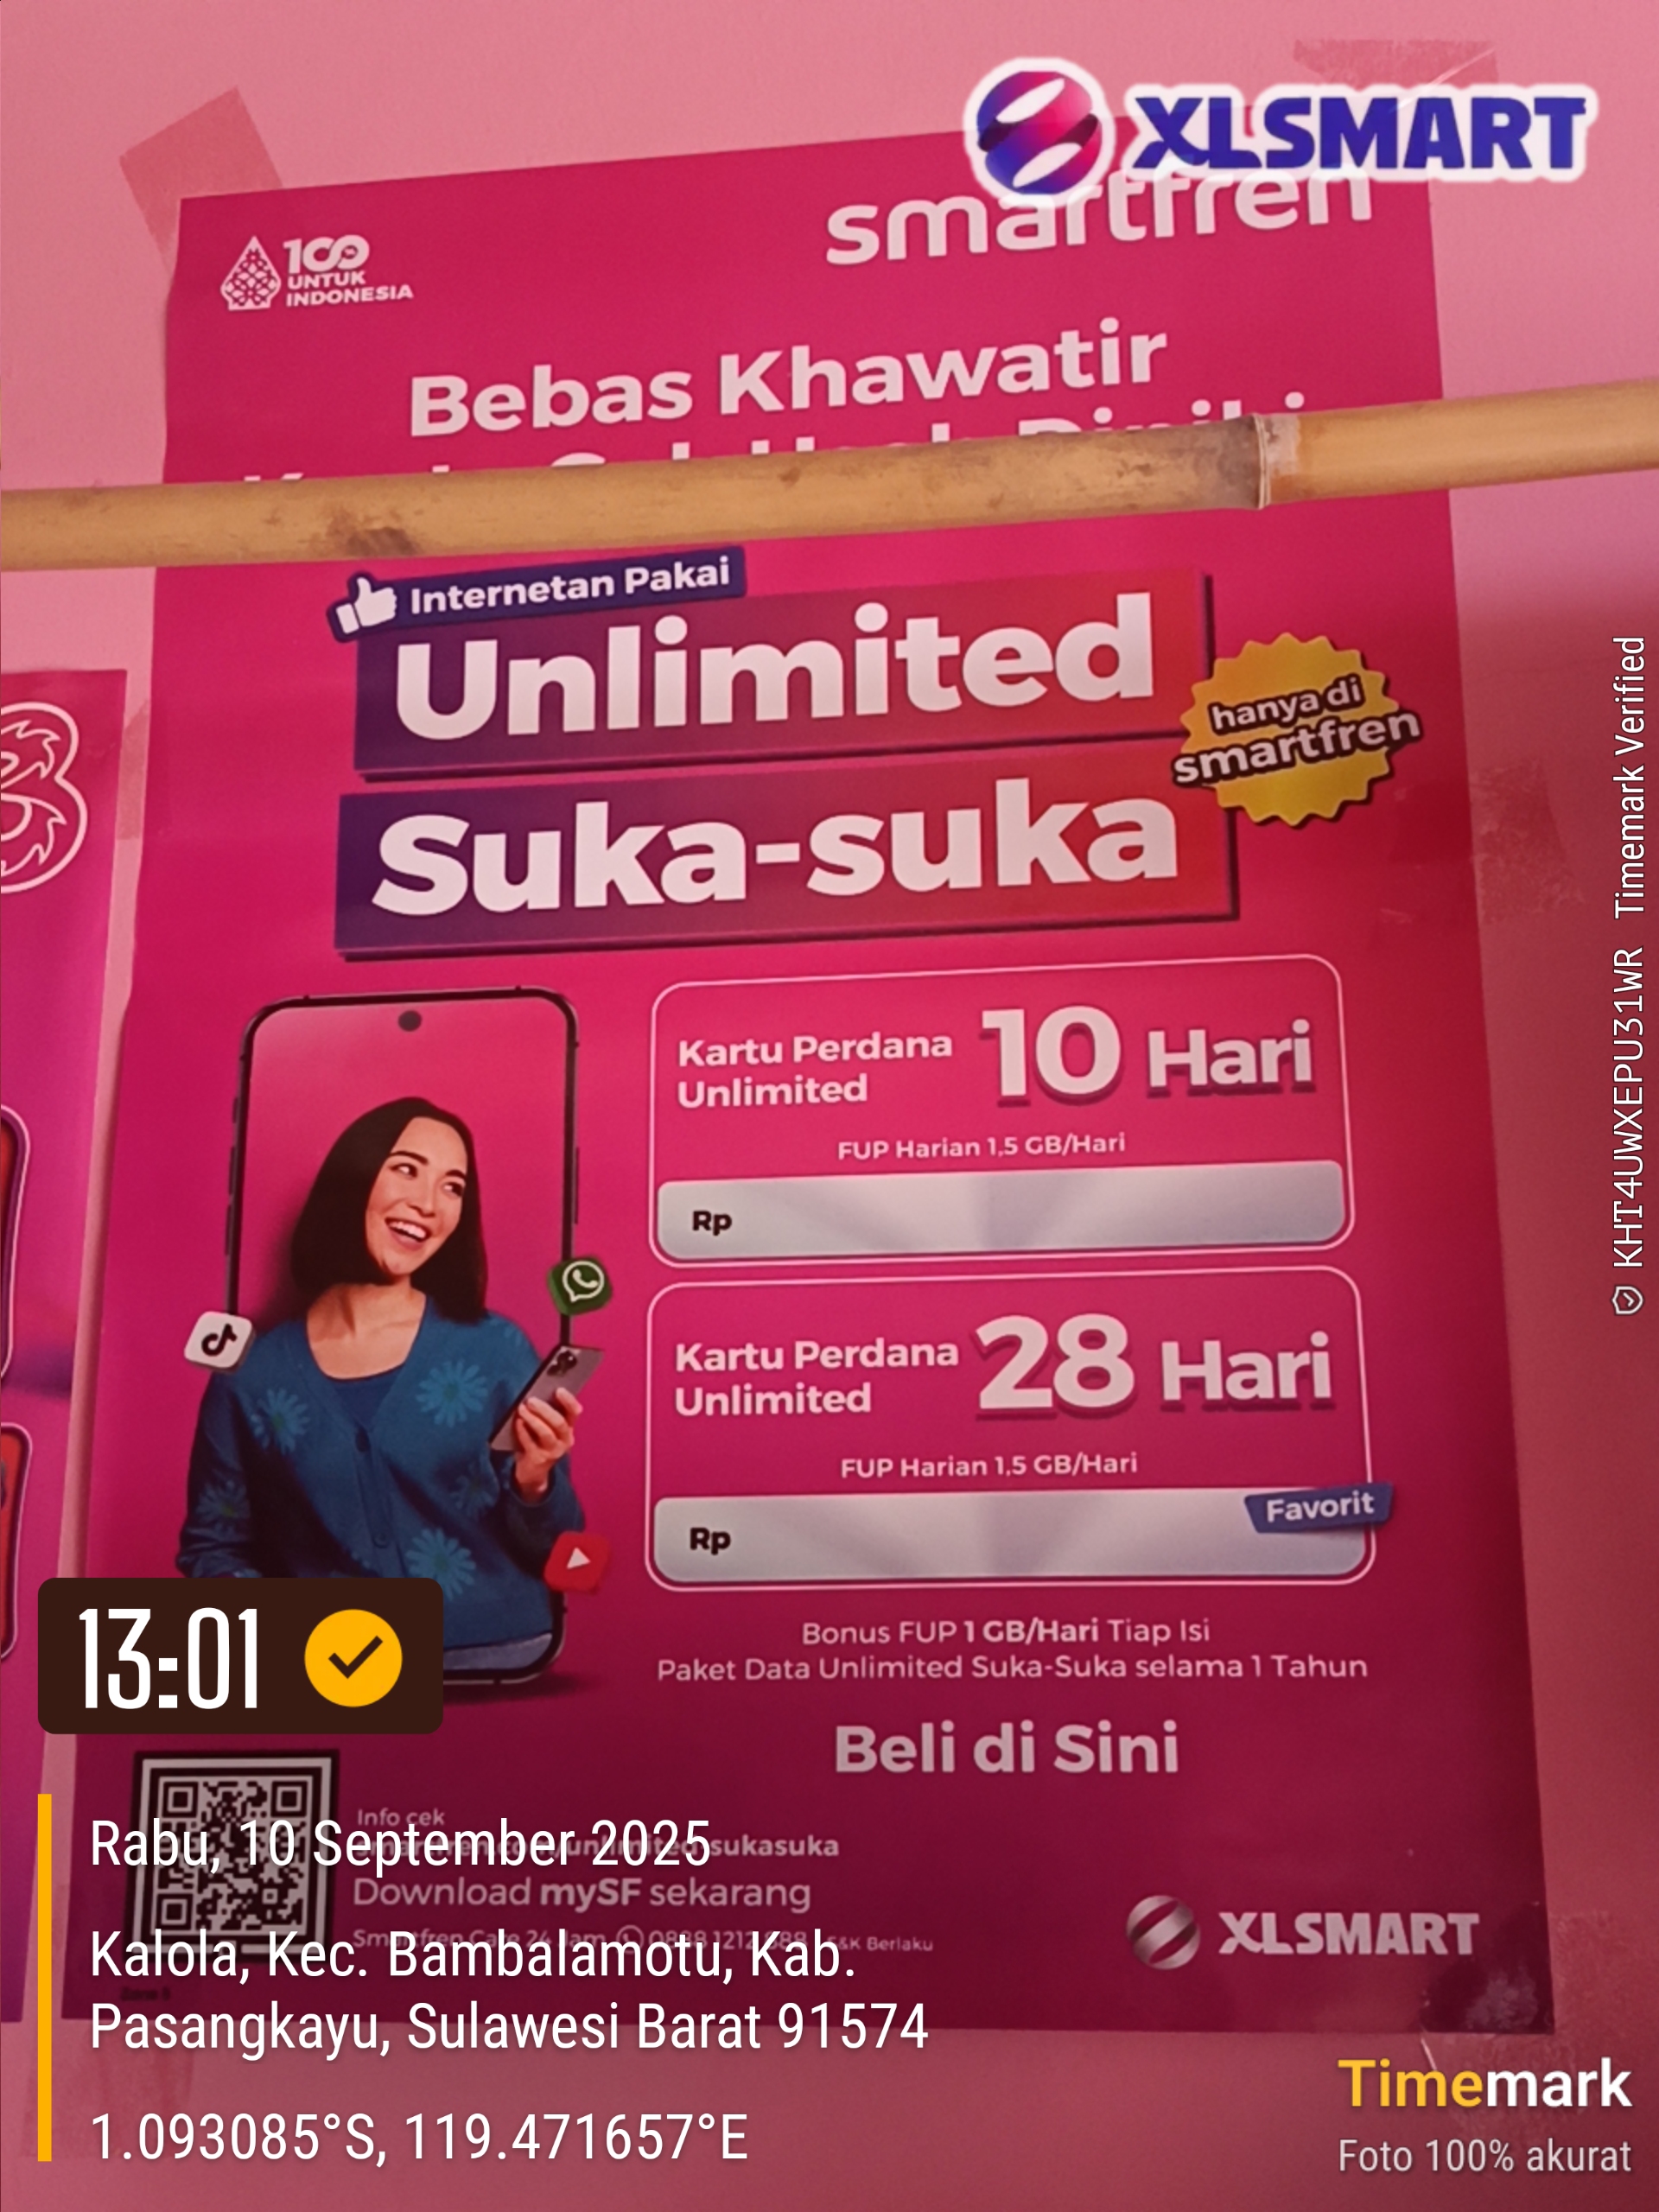 XLSMART
smartfren
100
UNTUK
INDONESIA
Bebas Khawatir
Internetan Pakai
Unlimited
Suka-suka
hanya di
smartfren
3
Kartu Perdana
Unlimited
10 Hari
FUP Harian 1,5 GB/Hari
Rp
Kartu Perdana
Unlimited
28 Hari
FUP Harian 1,5 GB/Hari
Rp
Favorit
Bonus FUP 1 GB/Hari Tiap Isi
Paket Data Unlimited Suka-Suka selama 1 Tahun
Beli di Sini
13:01
Info cek
sukasuka
Download mySF sekarang
S&K Berlaku
XLSMART
Rabu, 10 September 2025
Kalola, Kec. Bambalamotu, Kab.
Pasangkayu, Sulawesi Barat 91574
1.093085°S, 119.471657°E
Timemark
Foto 100% akurat
KHT4UWXEPU31WR Timemark Verified